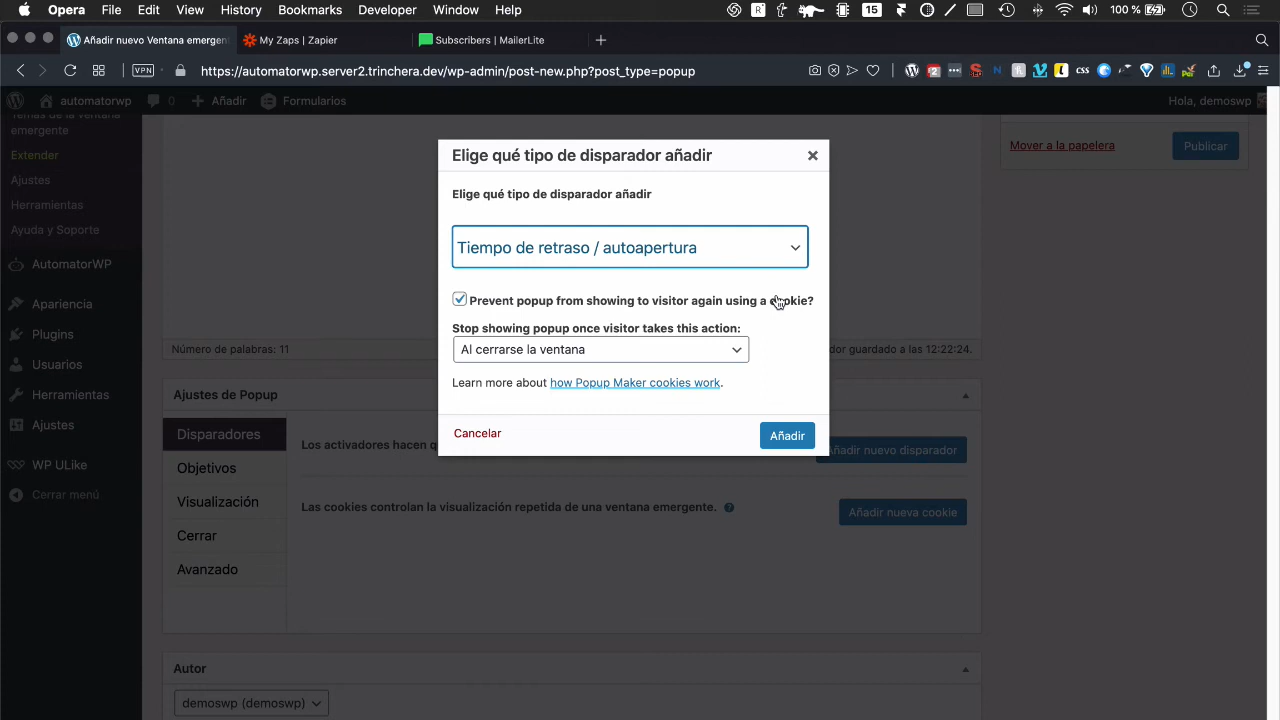 Opera File Edit View History Bookmarks Developer Window Help 15 100 %
Añadir nuevo Ventana emergen
My Zaps | Zapier
Subscribers | MailerLite
VPN https://automatorwp.server2.trinchera.dev/wp-admin/post-new.php?post_type=popup
automatorwp 0 Añadir Formularios Hola, demoswp
Temas de la ventana
emergente
Extender
Ajustes
Herramientas
Ayuda y Soporte
AutomatorWP
Apariencia
Plugins
Usuarios
Herramientas
Ajustes
WP ULike
Cerrar menú
Elige qué tipo de disparador añadir
Elige qué tipo de disparador añadir
Tiempo de retraso / autoapertura
Prevent popup from showing to visitor again using a cookie?
Stop showing popup once visitor takes this action:
Al cerrarse la ventana
Learn more about how Popup Maker cookies work.
Cancelar
Añadir
Mover a la papelera
Publicar
Número de palabras: 11
dor guardado a las 12:22:24.
Ajustes de Popup
Disparadores
Objetivos
Visualización
Cerrar
Avanzado
Los activadores hacen q
Añadir nuevo disparador
Las cookies controlan la visualización repetida de una ventana emergente.
Añadir nueva cookie
Autor
demoswp (demoswp)